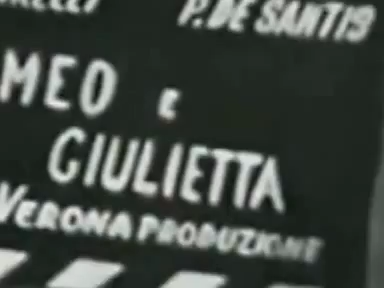 P. DE SANTIS
MEO e
GIULIETTA
VERONA PRODUZIONE